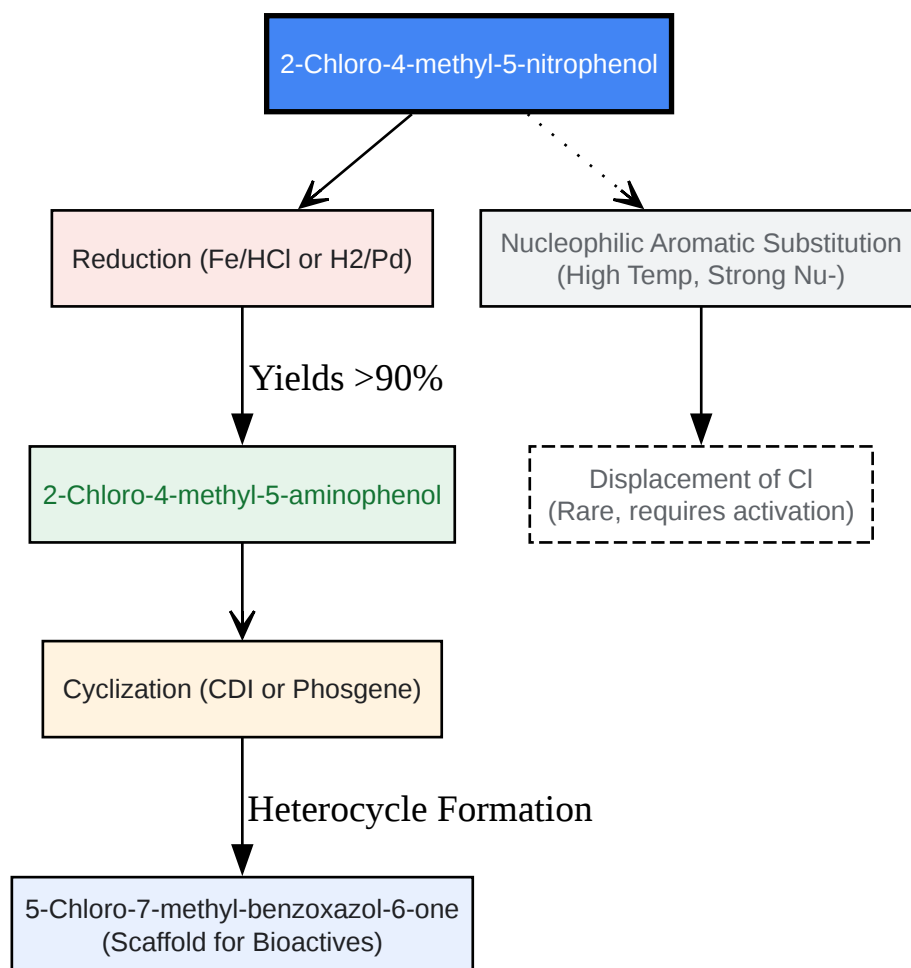 2-Chloro-4-methyl-5-nitrophenol
Reduction (Fe/HCl or H2/Pd)
Nucleophilic Aromatic Substitution
(High Temp, Strong Nu-)
Yields >90%
2-Chloro-4-methyl-5-aminophenol
Displacement of Cl
(Rare, requires activation)
Cyclization (CDI or Phosgene)
Heterocycle Formation
5-Chloro-7-methyl-benzoxazol-6-one
(Scaffold for Bioactives)